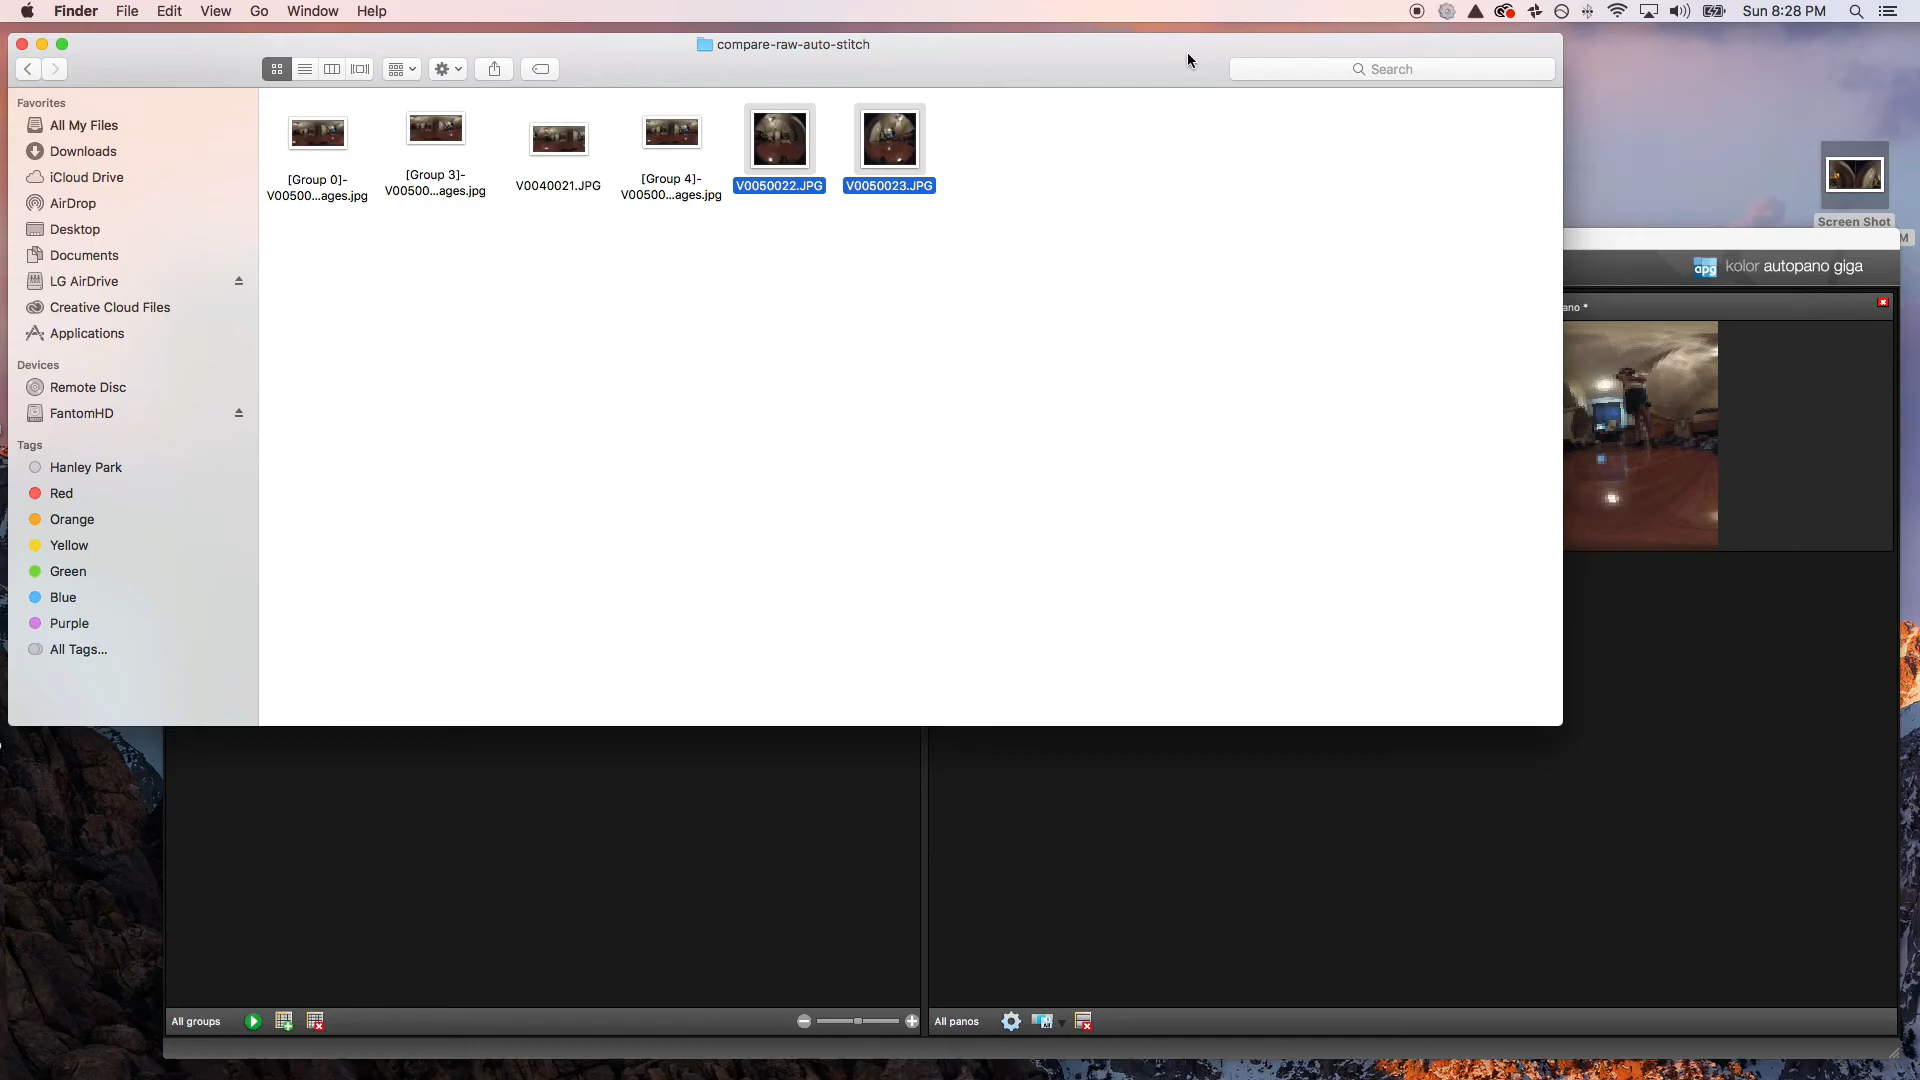 Finder File Edit View Go Window Help
Sun 8:28 PM
compare-raw-auto-stitch
Search
Favorites
All My Files
Downloads
iCloud Drive
AirDrop
Desktop
Documents
LG AirDrive
Creative Cloud Files
Applications
Devices
Remote Disc
FantomHD
Tags
Hanley Park
Red
Orange
Yellow
Green
Blue
Purple
All Tags...
[Group 0]-
V00500...ages.jpg
[Group 3]-
V00500...ages.jpg
V0040021.JPG
[Group 4]-
V00500...ages.jpg
V0050022.JPG
V0050023.JPG
Screen Shot
M
apg kolor autopano giga
ano *
All groups
All panos